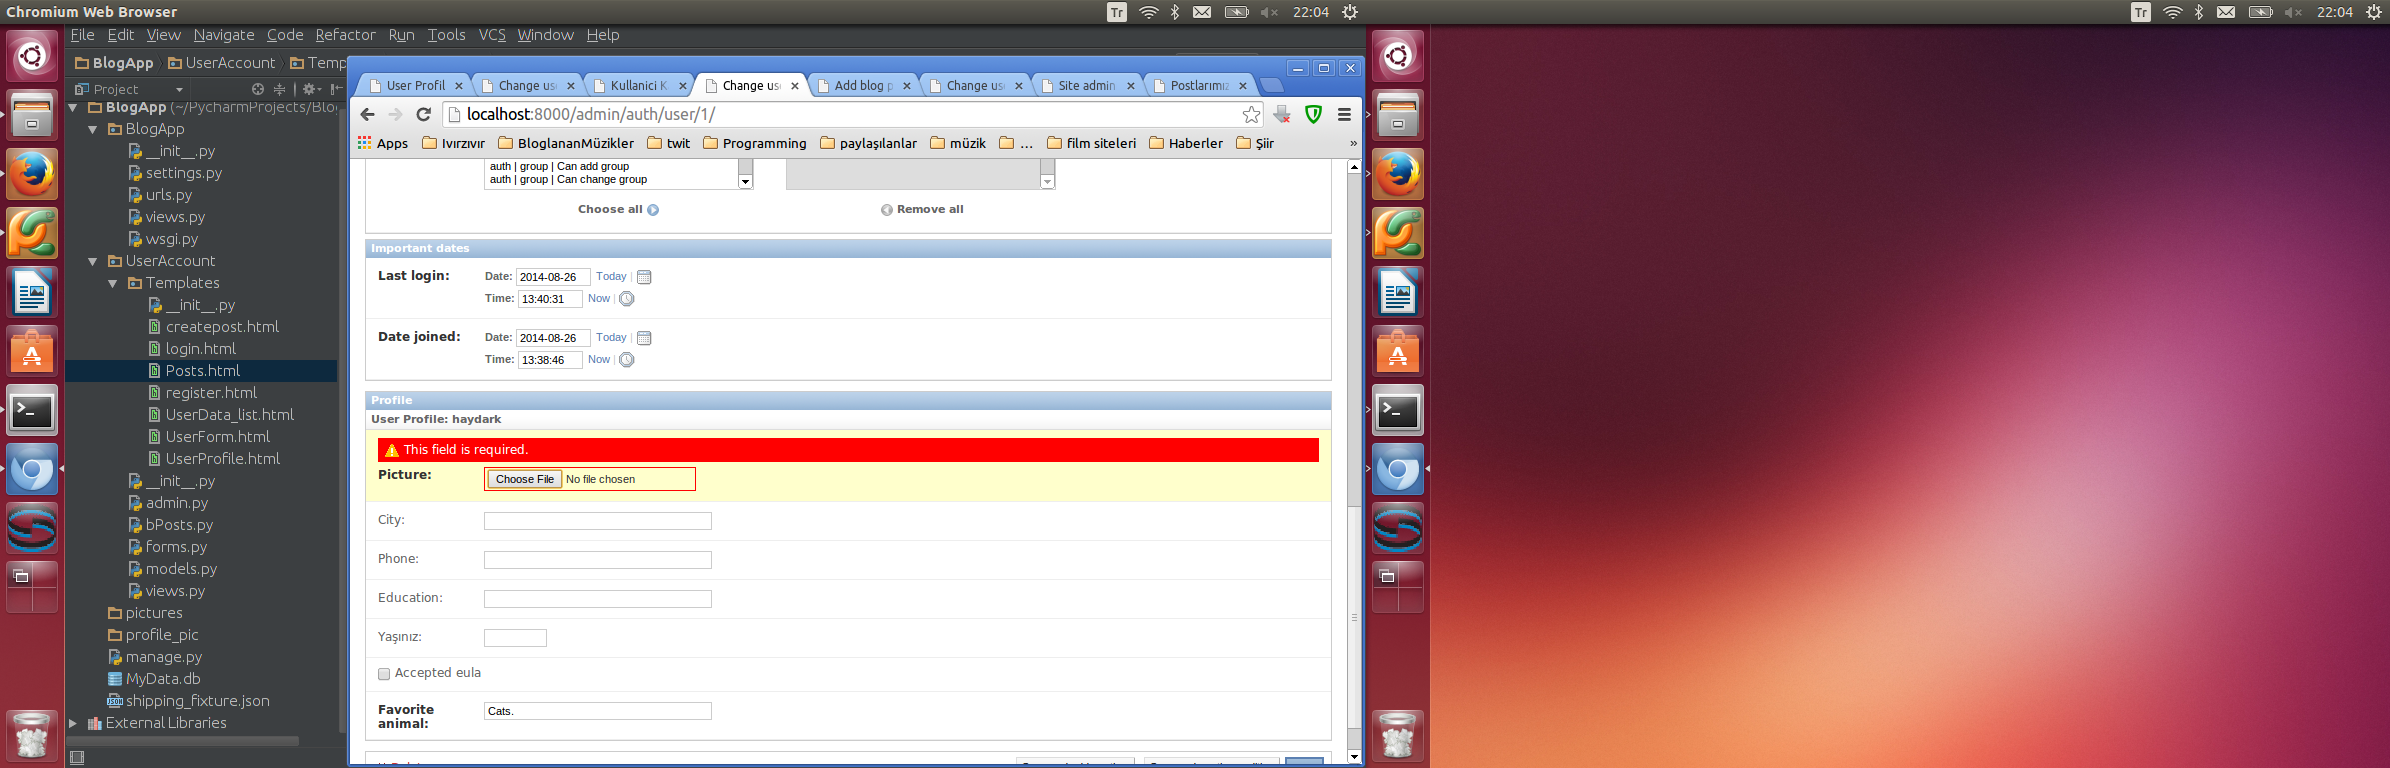 Chromium Web Browser
Tr 22:04
Tr 22:04
File Edit View Navigate Code Refactor Run Tools VCS Window Help
BlogApp UserAccount Temp
Project
BlogApp (~/PycharmProjects/Blo
BlogApp
__init__.py
settings.py
urls.py
views.py
wsgi.py
UserAccount
Templates
__init__.py
createpost.html
login.html
Posts.html
register.html
UserData_list.html
UserForm.html
UserProfile.html
__init__.py
admin.py
bPosts.py
forms.py
models.py
views.py
pictures
profile_pic
manage.py
MyData.db
shipping_fixture.json
External Libraries
User Profil Change use Kullanici K Change use Add blog p Change use Site admin Postlarımız
localhost:8000/admin/auth/user/1/
Apps Ivırzıvır BloglananMüzikler twit Programming paylaşılanlar müzik ... film siteleri Haberler Şiir »
auth | group | Can add group
auth | group | Can change group
Choose all Remove all
Important dates
Last login: Date: 2014-08-26 Today |
Time: 13:40:31 Now |
Date joined: Date: 2014-08-26 Today |
Time: 13:38:46 Now |
Profile
User Profile: haydark
This field is required.
Picture: Choose File No file chosen
City:
Phone:
Education:
Yaşınız:
Accepted eula
Favorite animal: Cats.